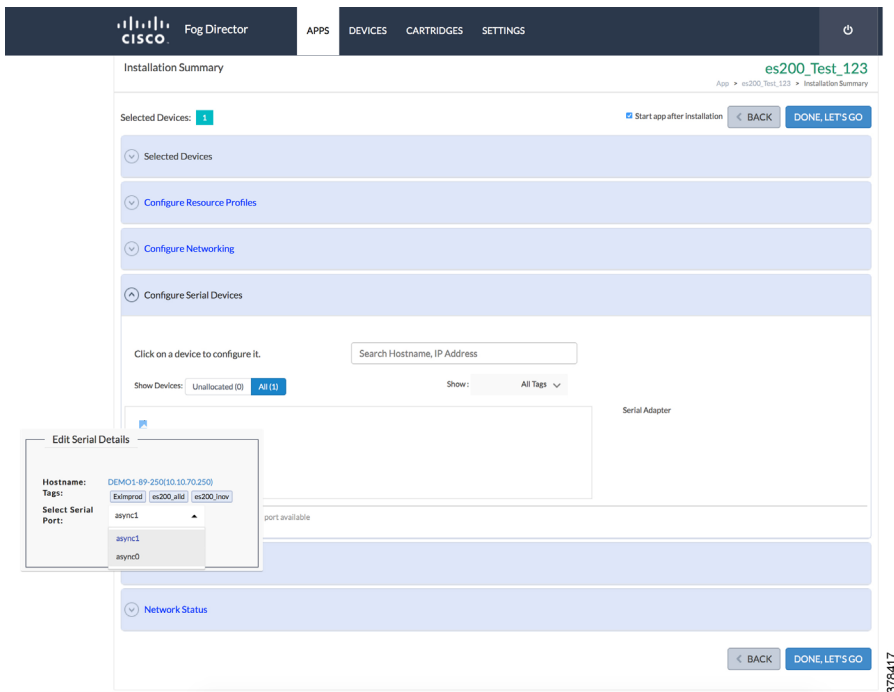 CISCO Fog Director APPS DEVICES CARTRIDGES SETTINGS
Installation Summary
es200_Test_123
App > es200_Test_123 > Installation Summary
Selected Devices: 1
Start app after installation
BACK
DONE, LET'S GO
Selected Devices
Configure Resource Profiles
Configure Networking
Configure Serial Devices
Click on a device to configure it.
Search Hostname, IP Address
Show Devices: Unallocated (0) All (1)
Show: All Tags
Serial Adapter
Edit Serial Details
Hostname: DEMO1-89-250(10.10.70.250)
Tags: Eximprod es200_alld es200_inov
Select Serial Port: async1
async1
async0
port available
Network Status
BACK
DONE, LET'S GO
378417